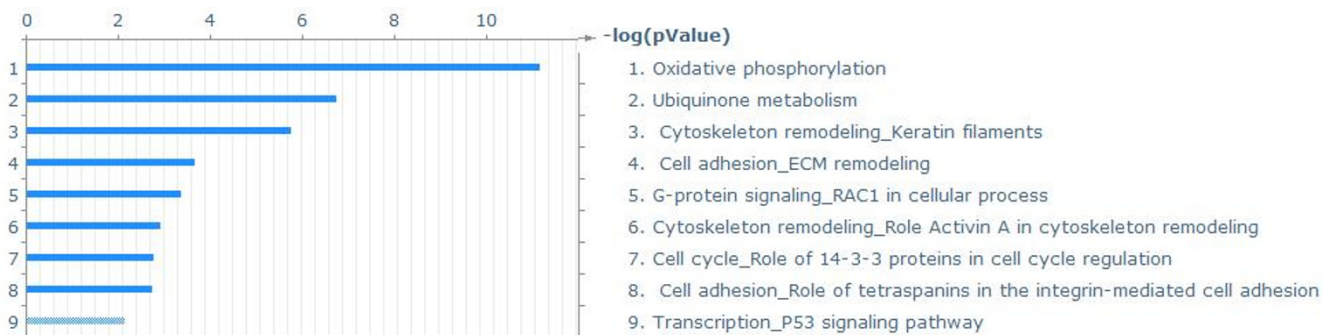 0 2 4 6 8 10
-log(pValue)
1 1. Oxidative phosphorylation
2 2. Ubiquinone metabolism
3 3. Cytoskeleton remodeling_Keratin filaments
4 4. Cell adhesion_ECM remodeling
5 5. G-protein signaling_RAC1 in cellular process
6 6. Cytoskeleton remodeling_Role Activin A in cytoskeleton remodeling
7 7. Cell cycle_Role of 14-3-3 proteins in cell cycle regulation
8 8. Cell adhesion_Role of tetraspanins in the integrin-mediated cell adhesion
9 9. Transcription_P53 signaling pathway